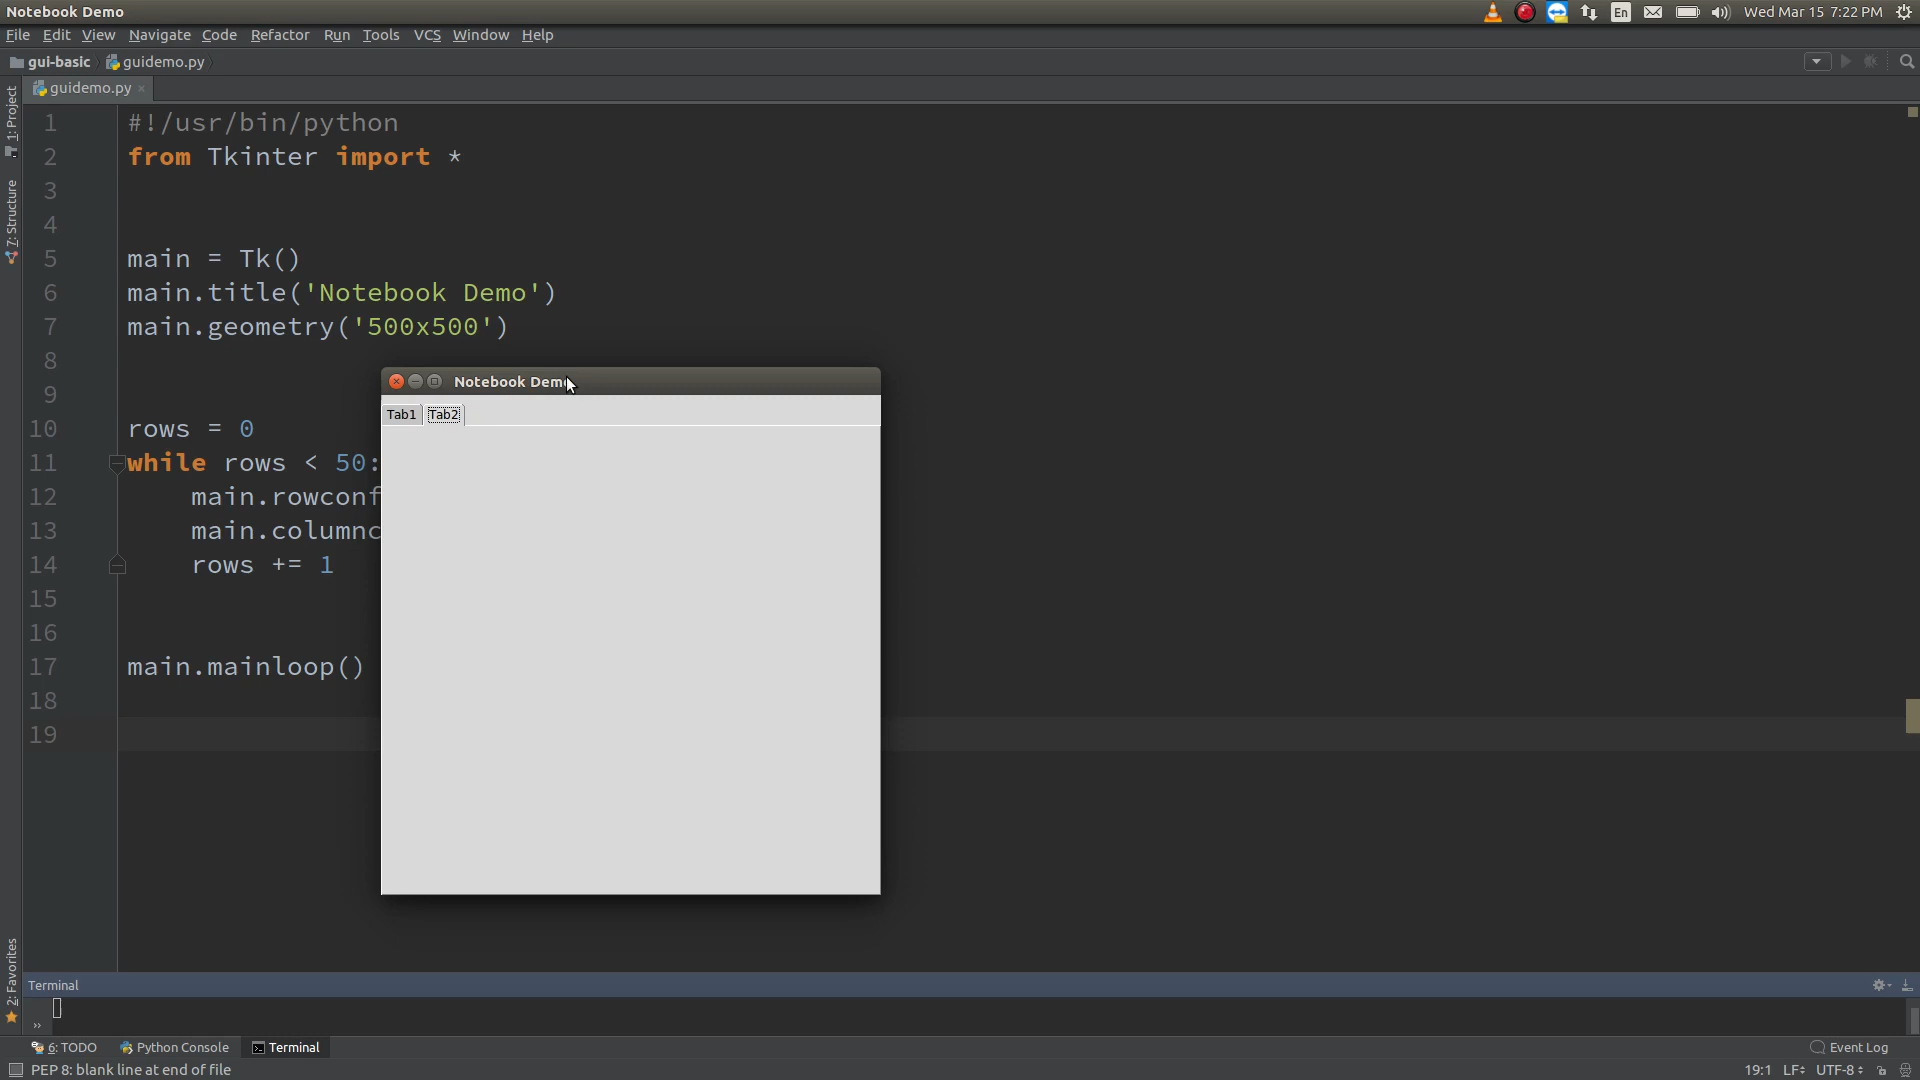 Notebook Demo
En
Wed Mar 15 7:22 PM
File Edit View Navigate Code Refactor Run Tools VCS Window Help
gui-basic guidemo.py
guidemo.py
1: Project
7: Structure
2: Favorites
1 #!/usr/bin/python
2 from Tkinter import *
3
4
5 main = Tk()
6 main.title('Notebook Demo')
7 main.geometry('500x500')
8
9
10 rows = 0
11 while rows < 50:
12 main.rowconf
13 main.columnc
14 rows += 1
15
16
17 main.mainloop()
18
19
Notebook Demo
Tab1 Tab2
Terminal
»
6: TODO Python Console Terminal Event Log
PEP 8: blank line at end of file 19:1 LF UTF-8